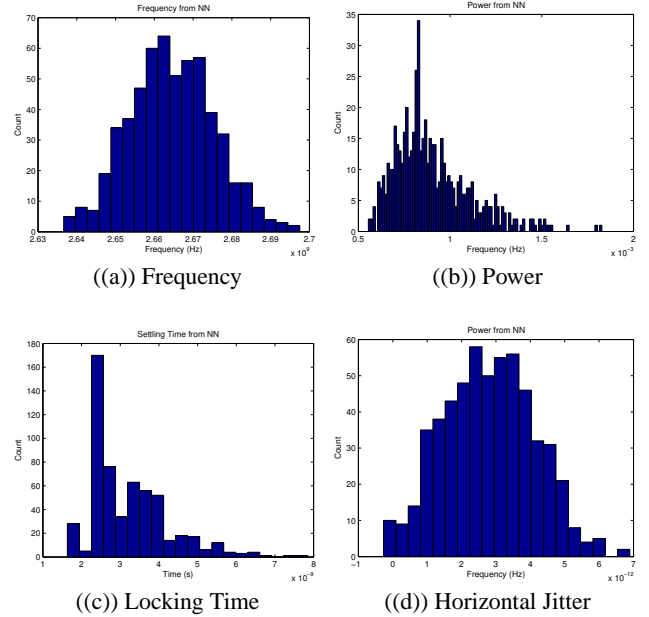 Frequency from NN
70
60
50
40
30
20
10
0
Count
2.63 2.64 2.65 2.66 2.67 2.68 2.69 2.7
Frequency (Hz)
x 10⁹
((a)) Frequency
Power from NN
35
30
25
20
15
10
5
0
Count
0.5 1 1.5 2
Frequency (Hz)
x 10⁻³
((b)) Power
Settling Time from NN
180
160
140
120
100
80
60
40
20
0
Count
1 2 3 4 5 6 7 8
Time (s)
x 10⁻⁹
((c)) Locking Time
Power from NN
60
50
40
30
20
10
0
Count
−1 0 1 2 3 4 5 6 7
Frequency (Hz)
x 10⁻¹²
((d)) Horizontal Jitter